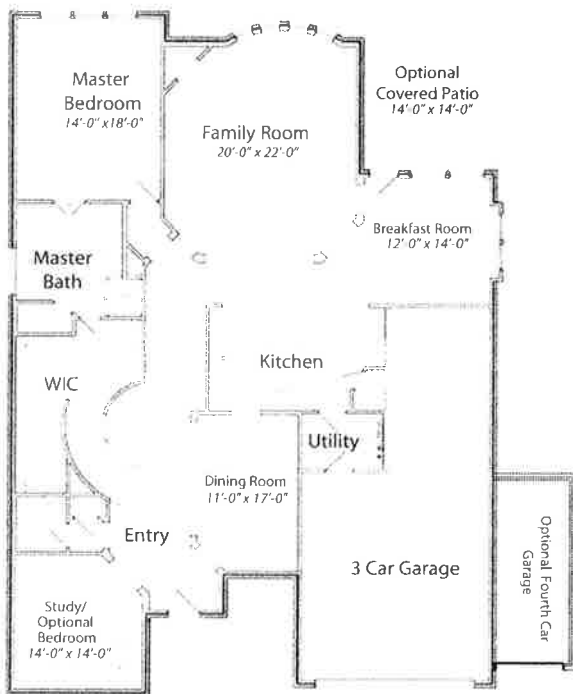 Master
Bedroom
14'-0" x18'-0"
Family Room
20'-0" x 22'-0"
Optional
Covered Patio
14'-0" x 14'-0"
Breakfast Room
12'-0" x 14'-0"
Master
Bath
WIC
Kitchen
Utility
Dining Room
11'-0" x 17'-0"
Entry
3 Car Garage
Optional Fourth Car
Garage
Study/
Optional
Bedroom
14'-0" x 14'-0"